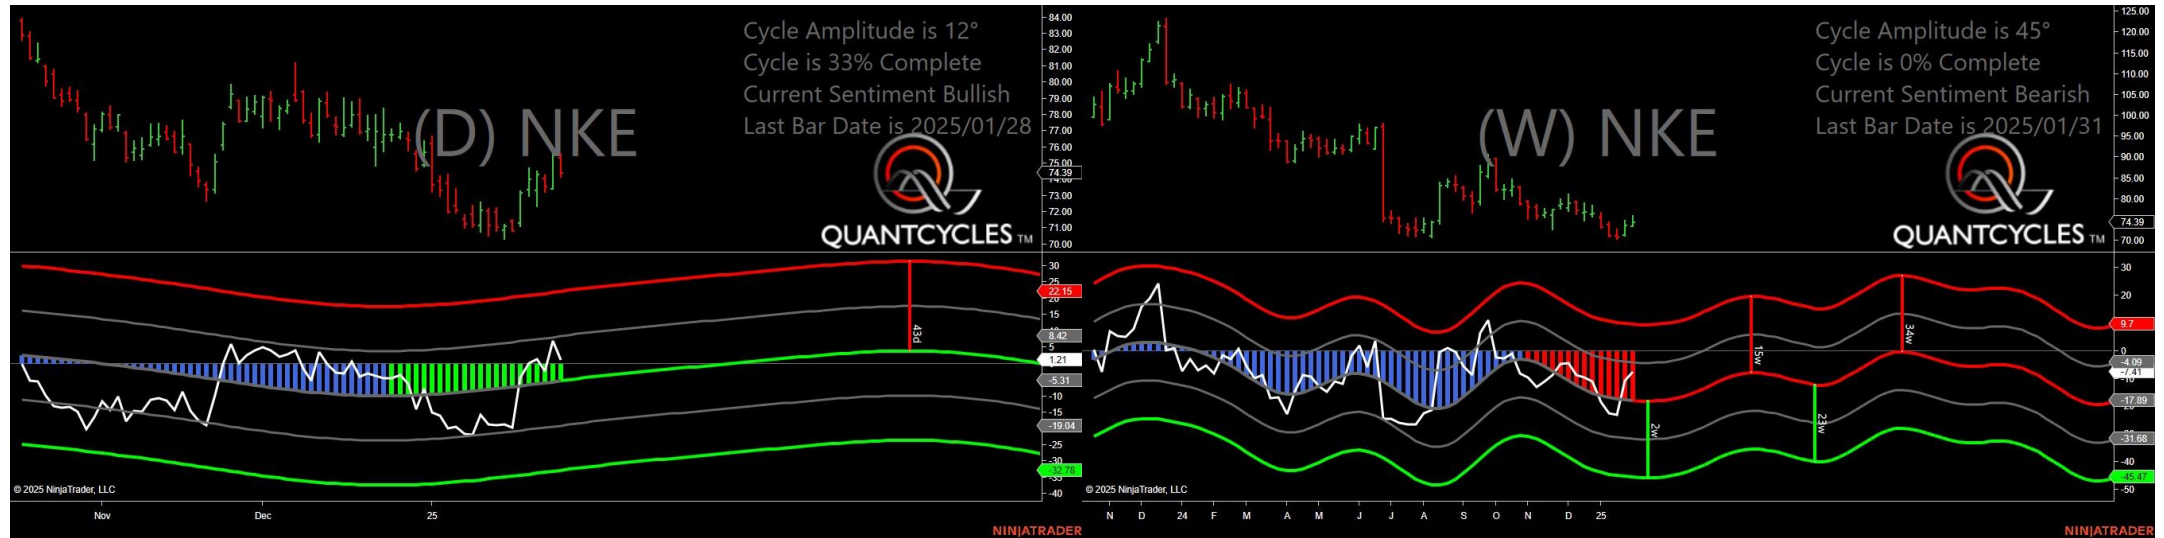 Cycle Amplitude is 12°
Cycle is 33% Complete
Current Sentiment Bullish
Last Bar Date is 2025/01/28
(D) NKE
QUANTCYCLES TM
84.00
83.00
82.00
81.00
80.00
79.00
78.00
77.00
76.00
75.00
74.39
73.00
72.00
71.00
70.00
30
25
22.15
15
8.42
5
1.21
-5.31
-10
-15
-19.04
-25
-30
-32.78
-40
43d
© 2025 NinjaTrader, LLC
Nov
Dec
25
NINJATRADER
Cycle Amplitude is 45°
Cycle is 0% Complete
Current Sentiment Bearish
Last Bar Date is 2025/01/31
(W) NKE
QUANTCYCLES TM
125.00
120.00
115.00
110.00
105.00
100.00
95.00
90.00
85.00
80.00
74.39
70.00
30
20
9.7
0
-4.09
-7.41
-17.89
-31.68
-40
-45.47
-50
2w
15w
23w
34w
© 2025 NinjaTrader, LLC
N D 24 F M A M J J A S O N D 25
NINJATRADER